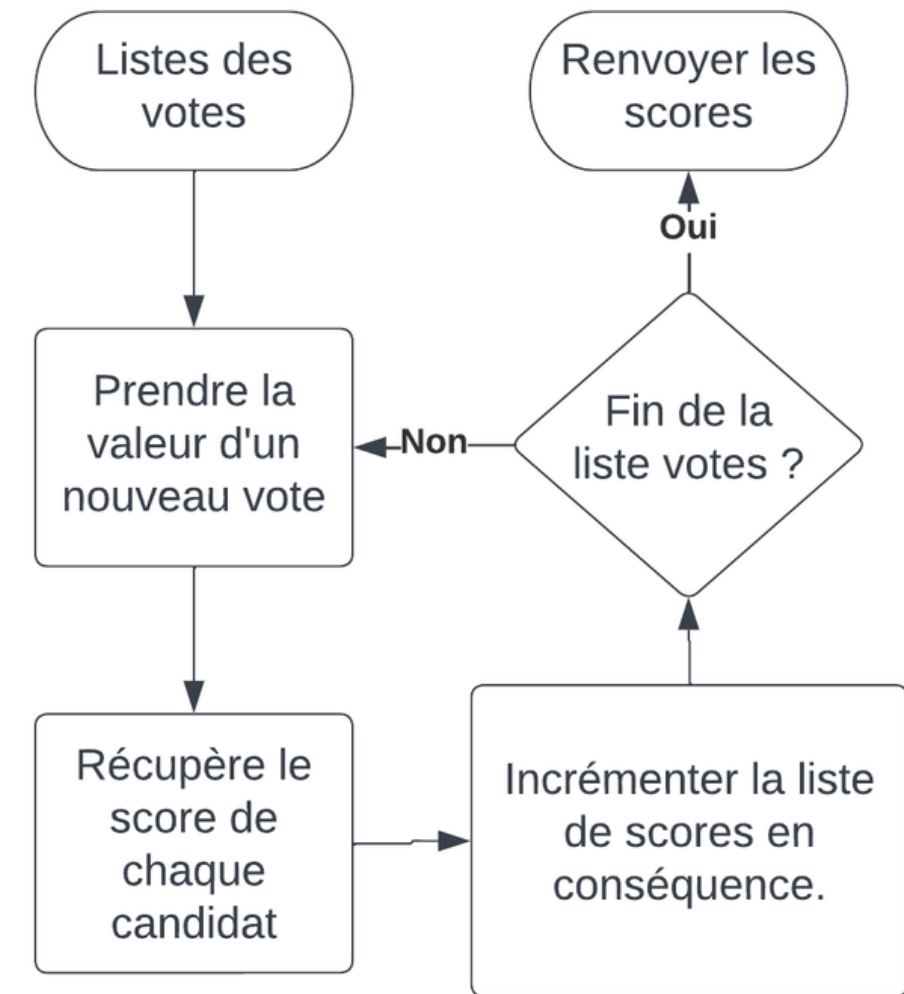 Listes des
votes
Prendre la
valeur d'un
nouveau vote
Récupère le
score de
chaque
candidat
Incrémenter la liste
de scores en
conséquence.
Fin de la
liste votes ?
Non
Oui
Renvoyer les
scores